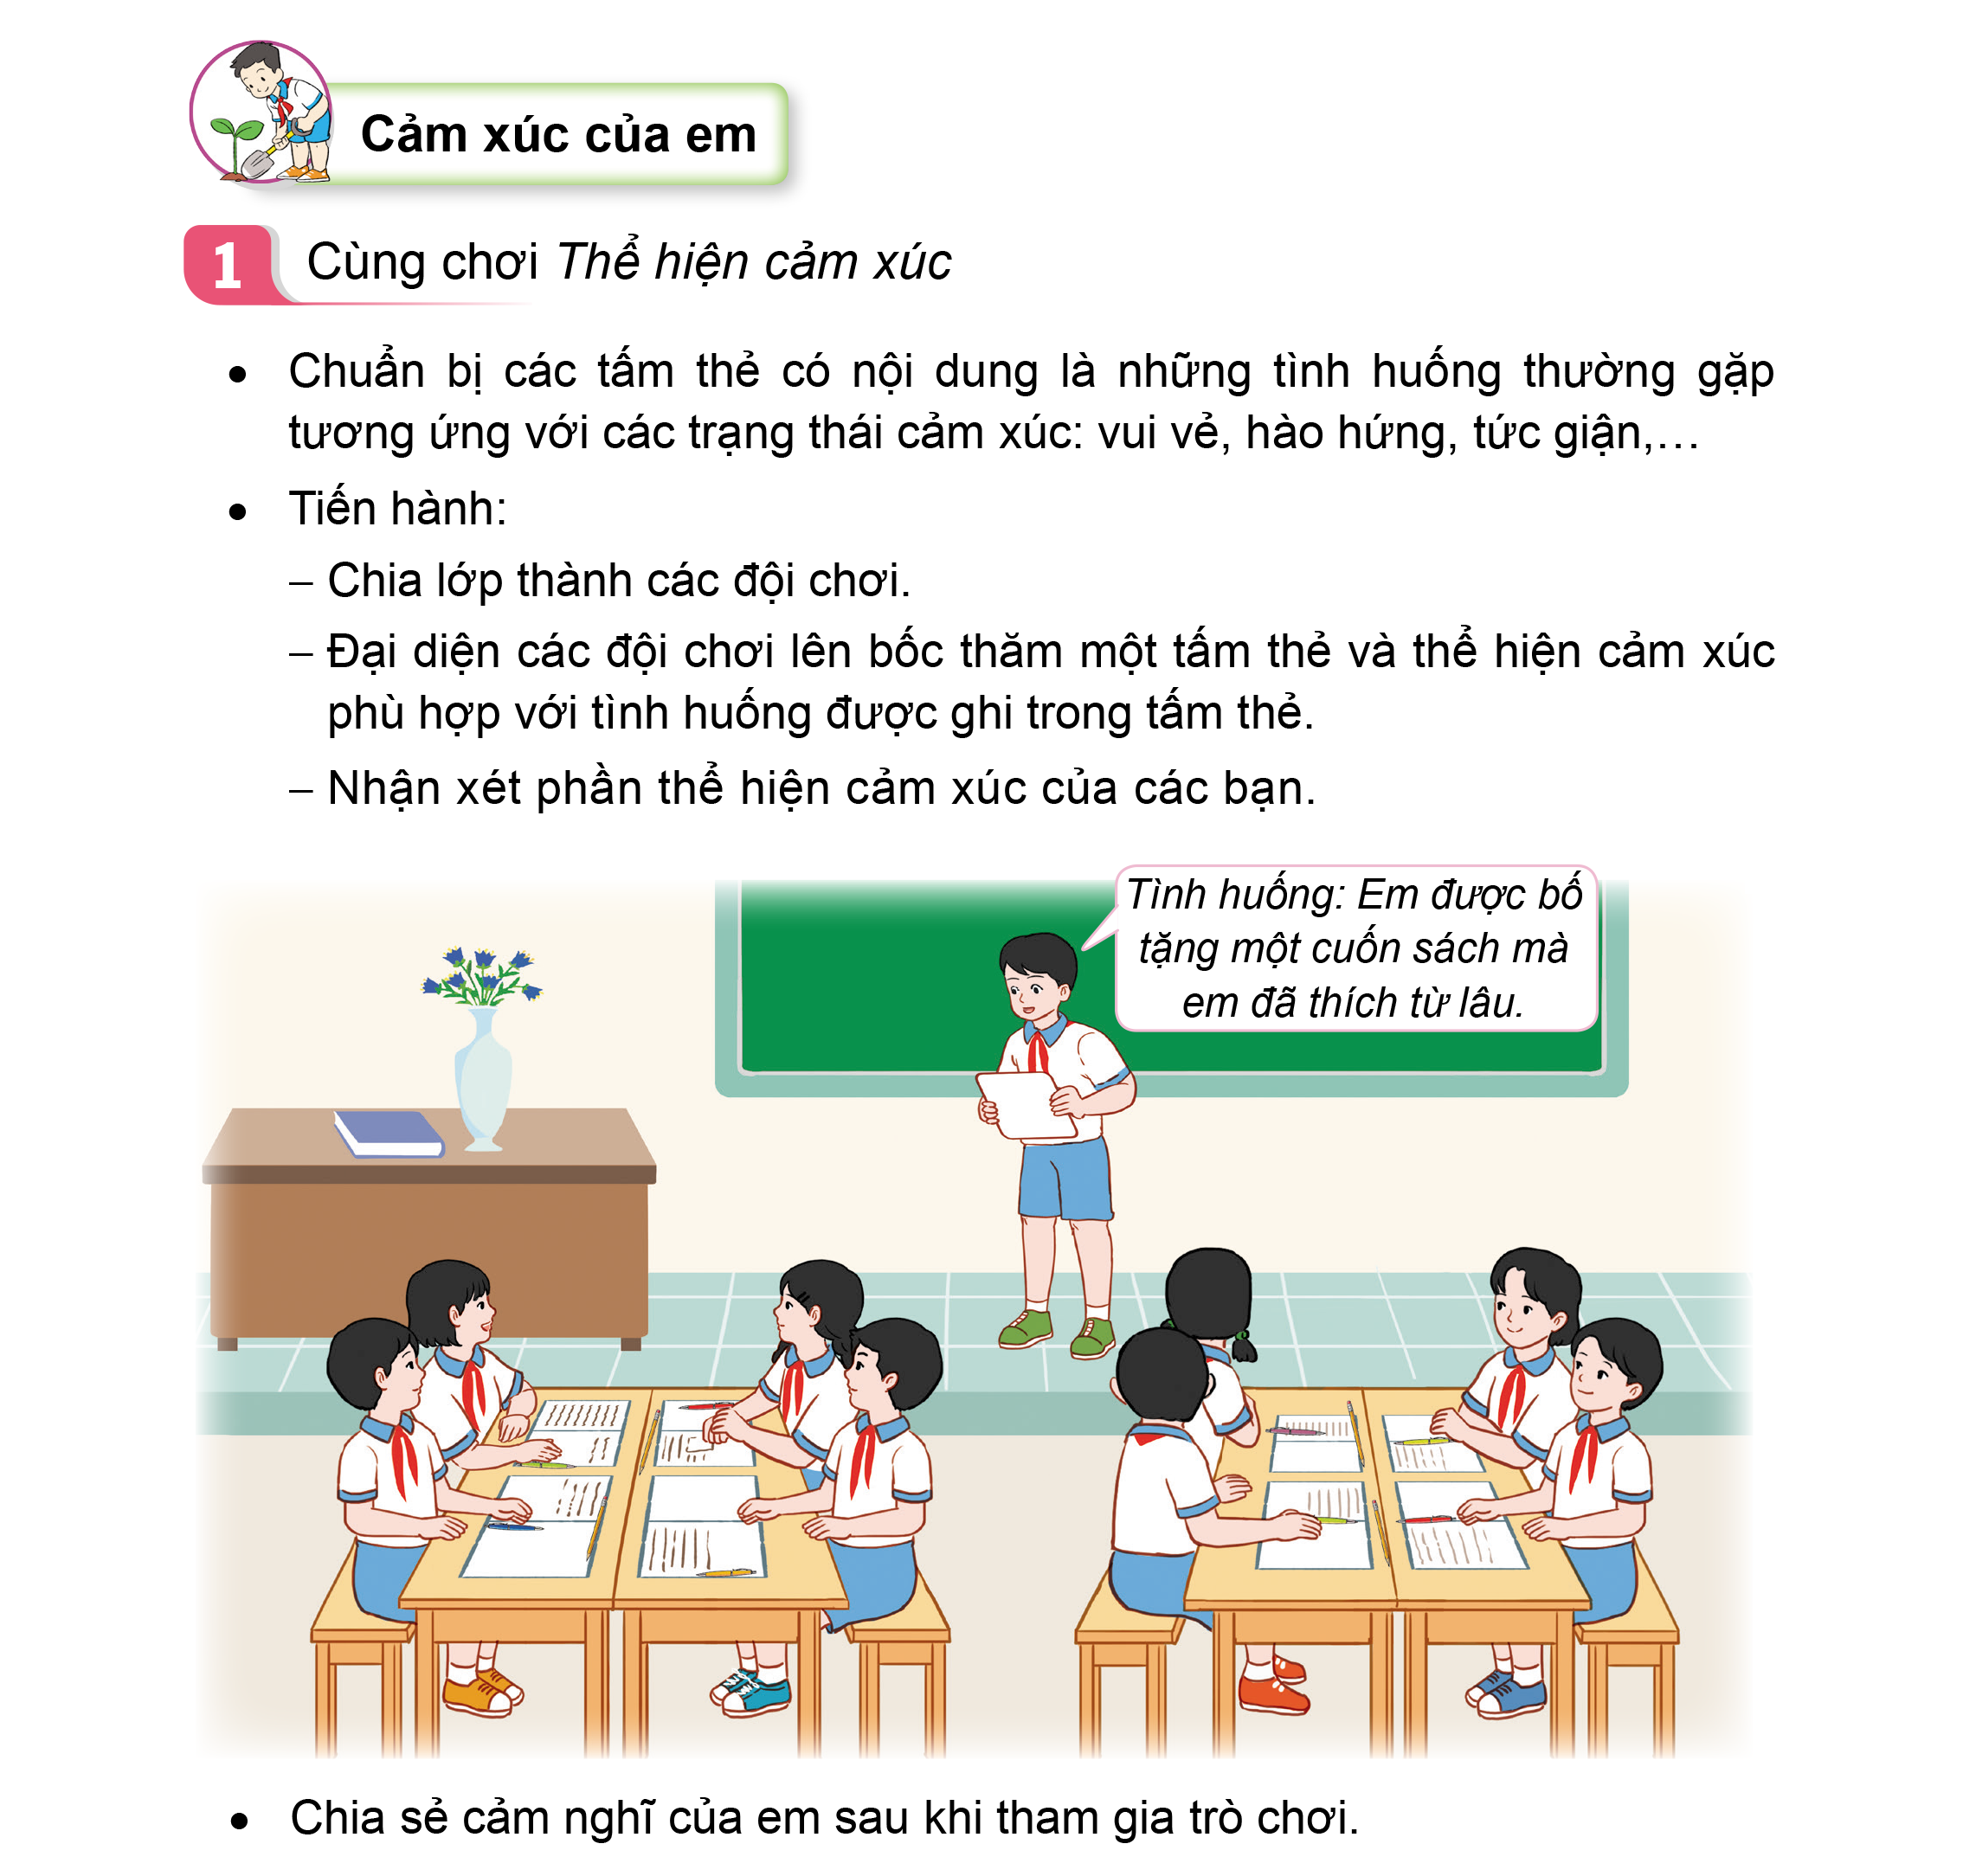 Cảm xúc của em
1 Cùng chơi Thể hiện cảm xúc
• Chuẩn bị các tấm thẻ có nội dung là những tình huống thường gặp
tương ứng với các trạng thái cảm xúc: vui vẻ, hào hứng, tức giận,...
• Tiến hành:
– Chia lớp thành các đội chơi.
– Đại diện các đội chơi lên bốc thăm một tấm thẻ và thể hiện cảm xúc
phù hợp với tình huống được ghi trong tấm thẻ.
– Nhận xét phần thể hiện cảm xúc của các bạn.
Tình huống: Em được bố
tặng một cuốn sách mà
em đã thích từ lâu.
• Chia sẻ cảm nghĩ của em sau khi tham gia trò chơi.